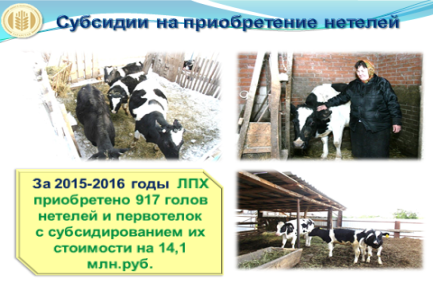 Субсидии на приобретение нетелей
За 2015-2016 годы ЛПХ
приобретено 917 голов
нетелей и первотелок
с субсидированием их
стоимости на 14,1
млн.руб.